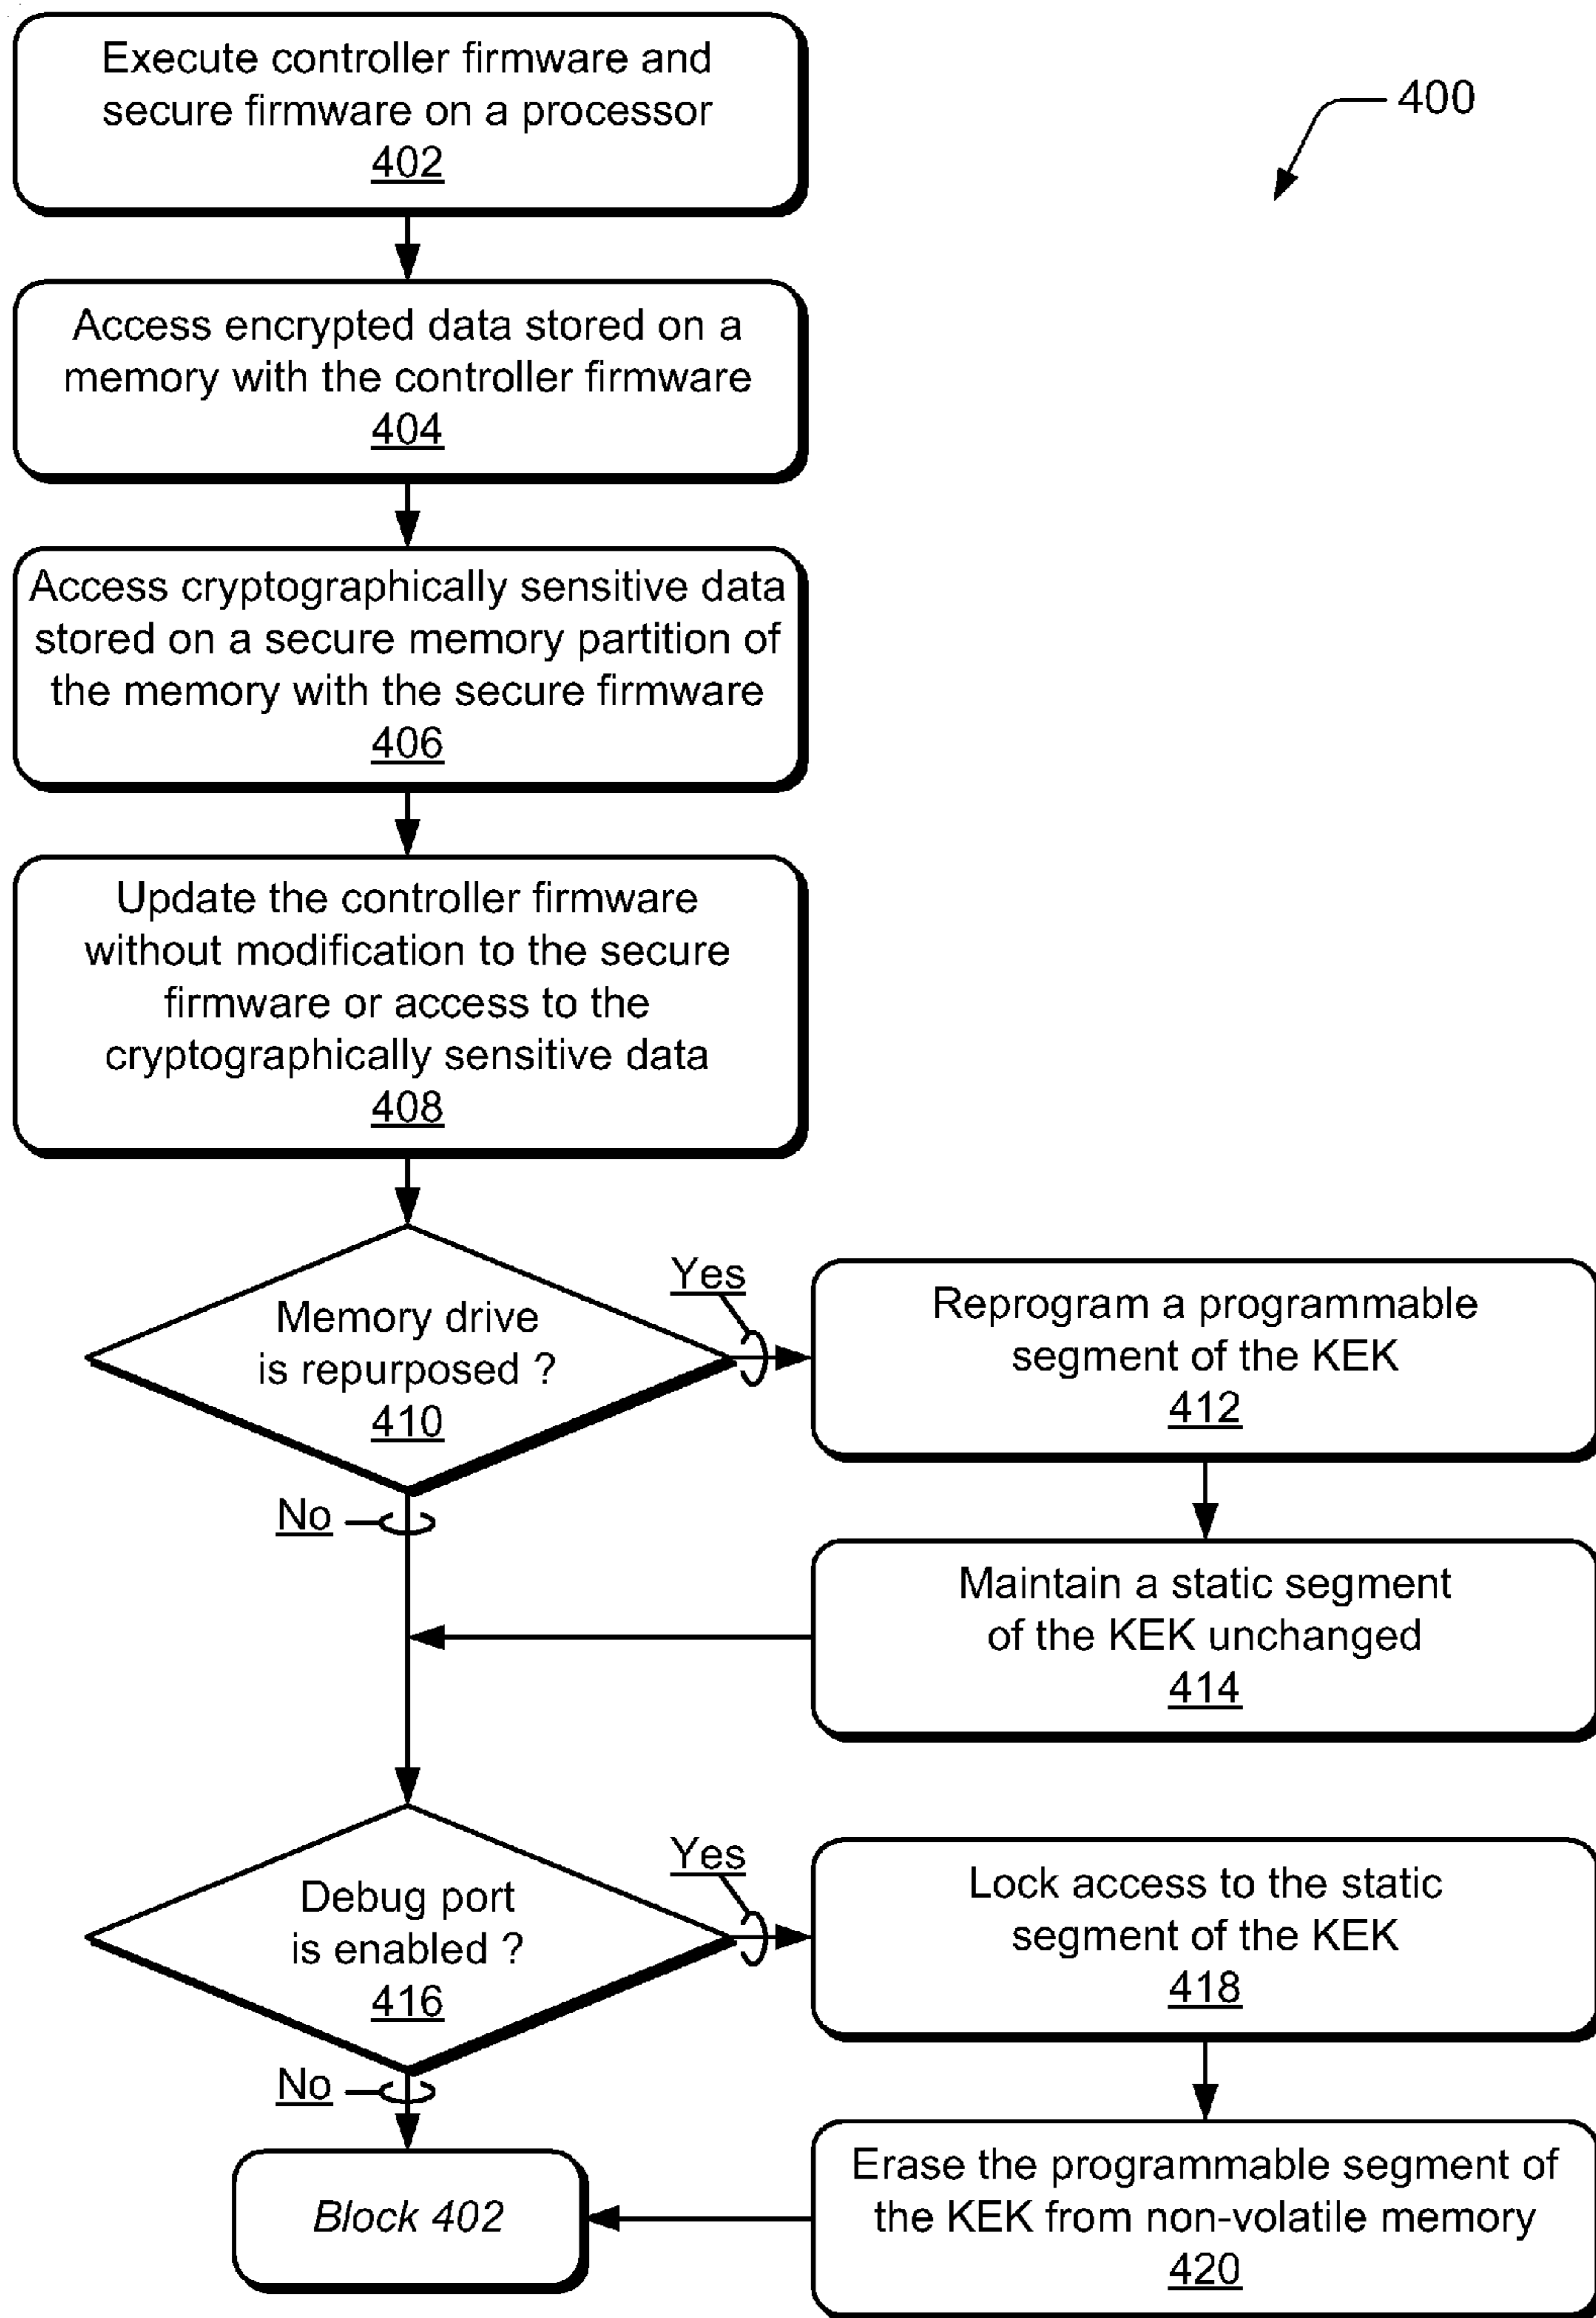 Execute controller firmware and
secure firmware on a processor
402
400
Access encrypted data stored on a
memory with the controller firmware
404
Access cryptographically sensitive data
stored on a secure memory partition of
the memory with the secure firmware
406
Update the controller firmware
without modification to the secure
firmware or access to the
cryptographically sensitive data
408
Memory drive
is repurposed ?
410
Yes
Reprogram a programmable
segment of the KEK
412
No
Maintain a static segment
of the KEK unchanged
414
Debug port
is enabled ?
416
Yes
Lock access to the static
segment of the KEK
418
No
Block 402
Erase the programmable segment of
the KEK from non-volatile memory
420